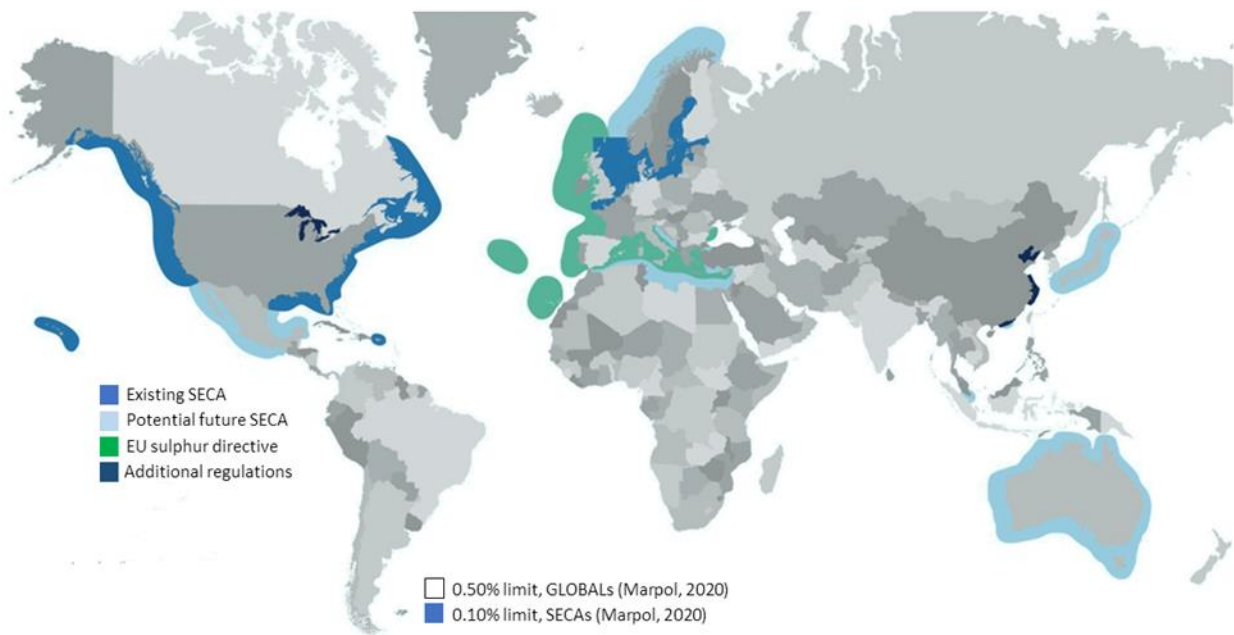 Existing SECA
Potential future SECA
EU sulphur directive
Additional regulations
0.50% limit, GLOBALs (Marpol, 2020)
0.10% limit, SECAs (Marpol, 2020)